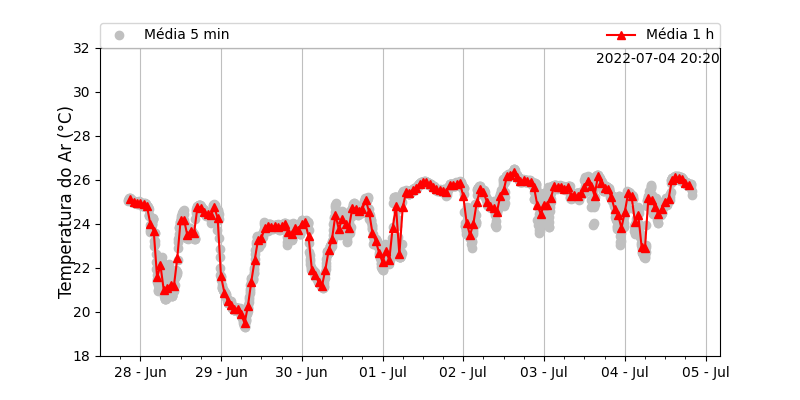 Média 5 min
Média 1 h
2022-07-04 20:20
Temperatura do Ar (°C)
32
30
28
26
24
22
20
18
28 - Jun
29 - Jun
30 - Jun
01 - Jul
02 - Jul
03 - Jul
04 - Jul
05 - Jul